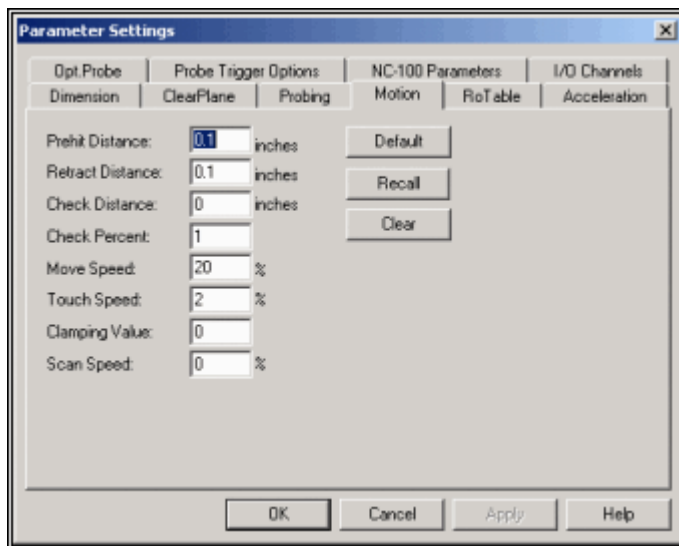 Parameter Settings
Opt.Probe Probe Trigger Options NC-100 Parameters I/O Channels
Dimension ClearPlane Probing Motion RoTable Acceleration
Prehit Distance: 0.1 inches Default
Retract Distance: 0.1 inches Recall
Check Distance: 0 inches Clear
Check Percent: 1
Move Speed: 20 %
Touch Speed: 2 %
Clamping Value: 0
Scan Speed: 0 %
OK Cancel Apply Help